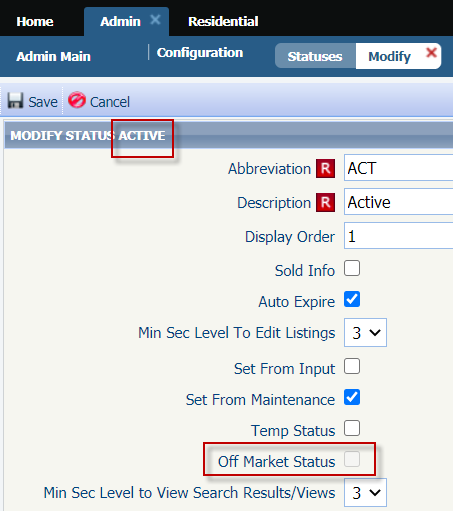 Home Admin Residential
Admin Main Configuration Statuses Modify
Save Cancel
MODIFY STATUS ACTIVE
Abbreviation R ACT
Description R Active
Display Order 1
Sold Info
Auto Expire
Min Sec Level To Edit Listings 3
Set From Input
Set From Maintenance
Temp Status
Off Market Status
Min Sec Level to View Search Results/Views 3